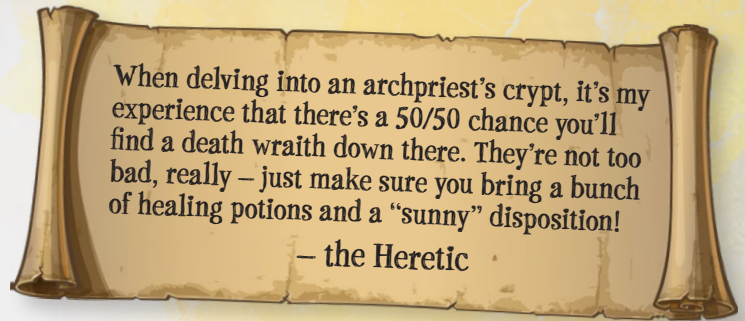 When delving into an archpriest’s crypt, it’s my
experience that there’s a 50/50 chance you’ll
find a death wraith down there. They’re not too
bad, really – just make sure you bring a bunch
of healing potions and a “sunny” disposition!
– the Heretic